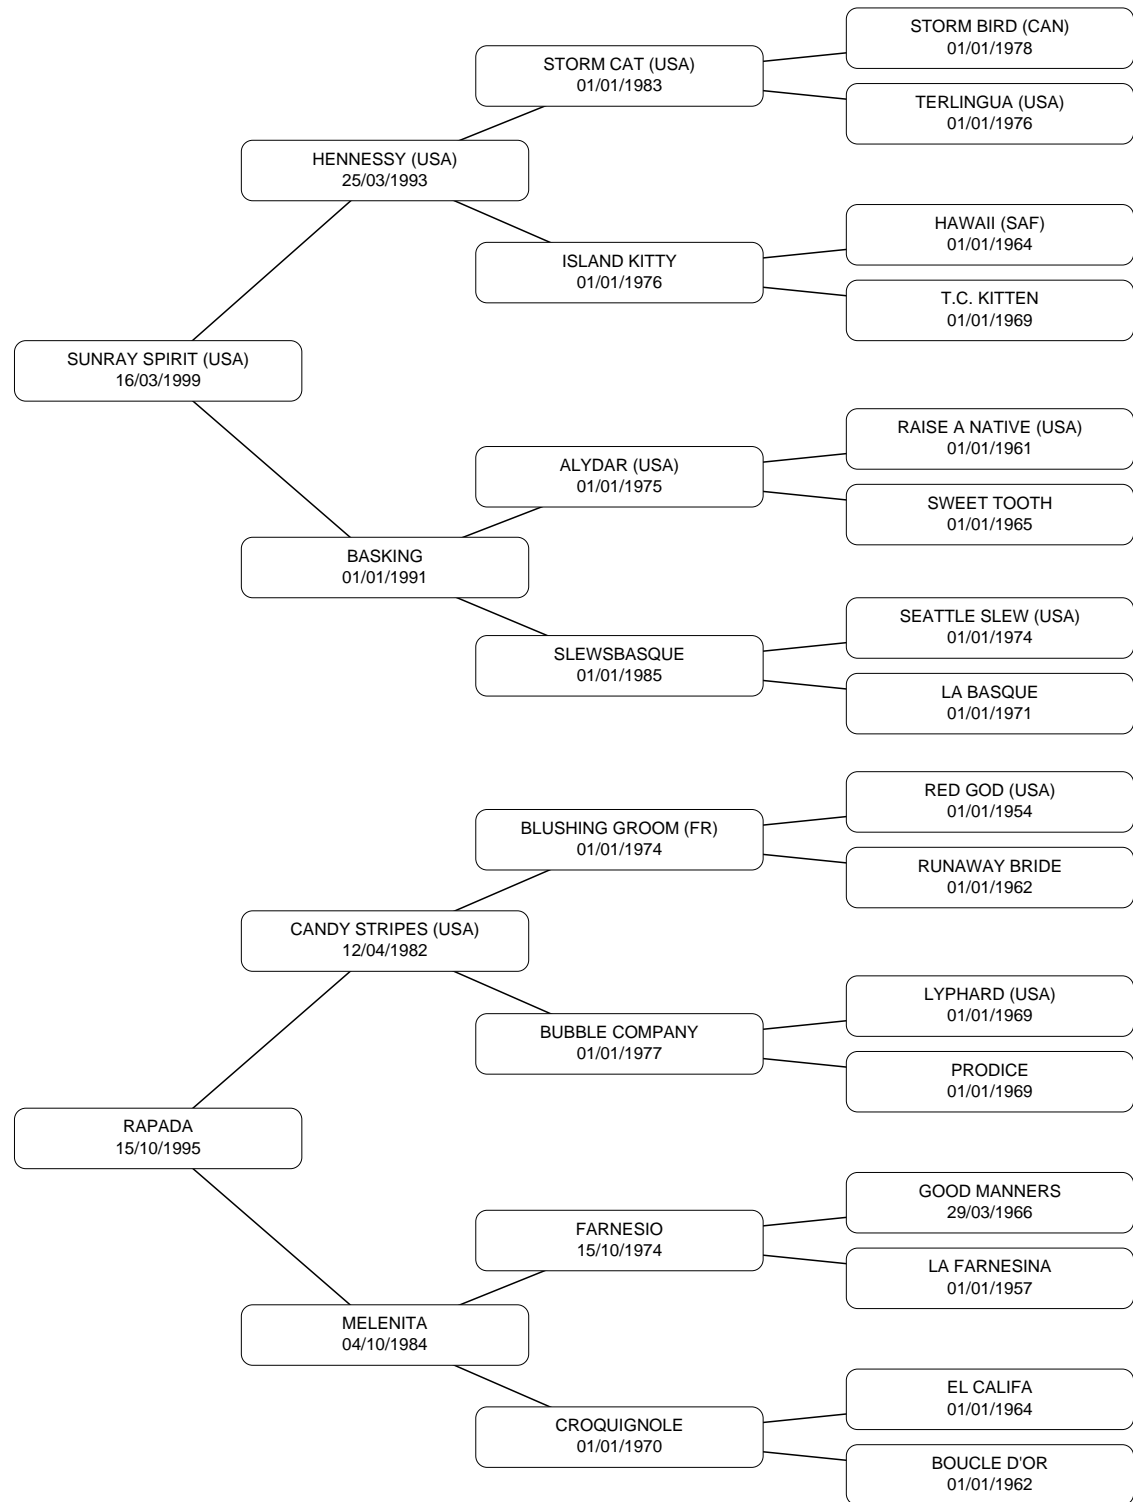 STORM BIRD (CAN)
01/01/1978
STORM CAT (USA)
01/01/1983
TERLINGUA (USA)
01/01/1976
HENNESSY (USA)
25/03/1993
HAWAII (SAF)
01/01/1964
ISLAND KITTY
01/01/1976
T.C. KITTEN
01/01/1969
SUNRAY SPIRIT (USA)
16/03/1999
RAISE A NATIVE (USA)
01/01/1961
ALYDAR (USA)
01/01/1975
SWEET TOOTH
01/01/1965
BASKING
01/01/1991
SEATTLE SLEW (USA)
01/01/1974
SLEWSBASQUE
01/01/1985
LA BASQUE
01/01/1971
RED GOD (USA)
01/01/1954
BLUSHING GROOM (FR)
01/01/1974
RUNAWAY BRIDE
01/01/1962
CANDY STRIPES (USA)
12/04/1982
LYPHARD (USA)
01/01/1969
BUBBLE COMPANY
01/01/1977
PRODICE
01/01/1969
RAPADA
15/10/1995
GOOD MANNERS
29/03/1966
FARNESIO
15/10/1974
LA FARNESINA
01/01/1957
MELENITA
04/10/1984
EL CALIFA
01/01/1964
CROQUIGNOLE
01/01/1970
BOUCLE D'OR
01/01/1962